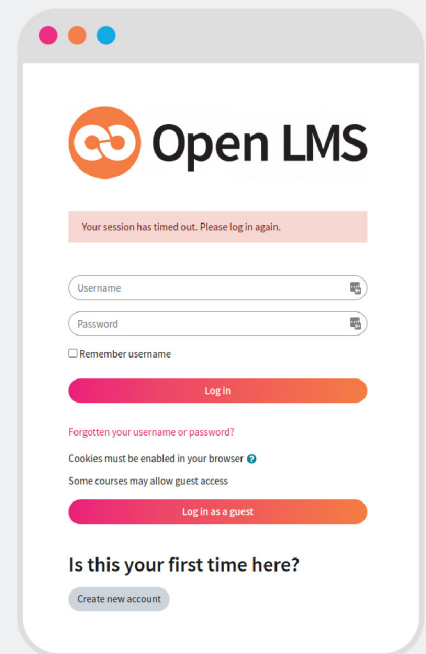 Open LMS
Your session has timed out. Please log in again.
Username
Password
Remember username
Log in
Forgotten your username or password?
Cookies must be enabled in your browser ?
Some courses may allow guest access
Log in as a guest
Is this your first time here?
Create new account